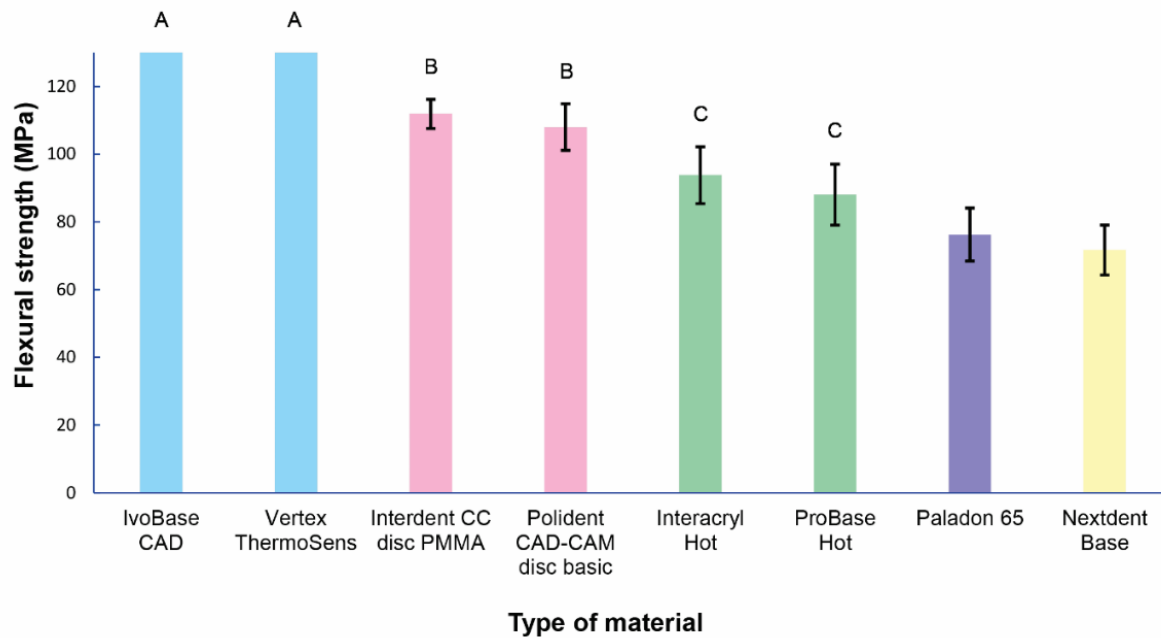 A
A
B
B
C
C
Flexural strength (MPa)
120
100
80
60
40
20
0
IvoBase
CAD
Vertex
ThermoSens
Interdent CC
disc PMMA
Polident
CAD-CAM
disc basic
Interacryl
Hot
ProBase
Hot
Paladon 65
Nextdent
Base
Type of material